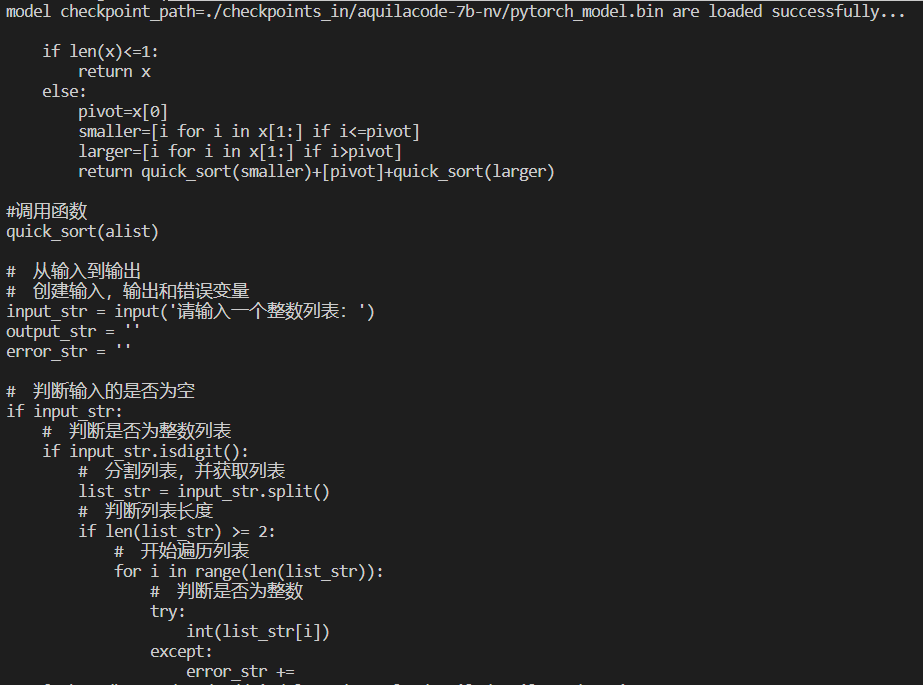 model checkpoint_path=./checkpoints_in/aquilacode-7b-nv/pytorch_model.bin are loaded successfully...

    if len(x)<=1:
        return x
    else:
        pivot=x[0]
        smaller=[i for i in x[1:] if i<=pivot]
        larger=[i for i in x[1:] if i>pivot]
        return quick_sort(smaller)+[pivot]+quick_sort(larger)

#调用函数
quick_sort(alist)

#  从输入到输出
#  创建输入，输出和错误变量
input_str = input('请输入一个整数列表：')
output_str = ''
error_str = ''

#  判断输入的是否为空
if input_str:
    #  判断是否为整数列表
    if input_str.isdigit():
        #  分割列表，并获取列表
        list_str = input_str.split()
        #  判断列表长度
        if len(list_str) >= 2:
            #  开始遍历列表
            for i in range(len(list_str)):
                #  判断是否为整数
                try:
                    int(list_str[i])
                except:
                    error_str +=